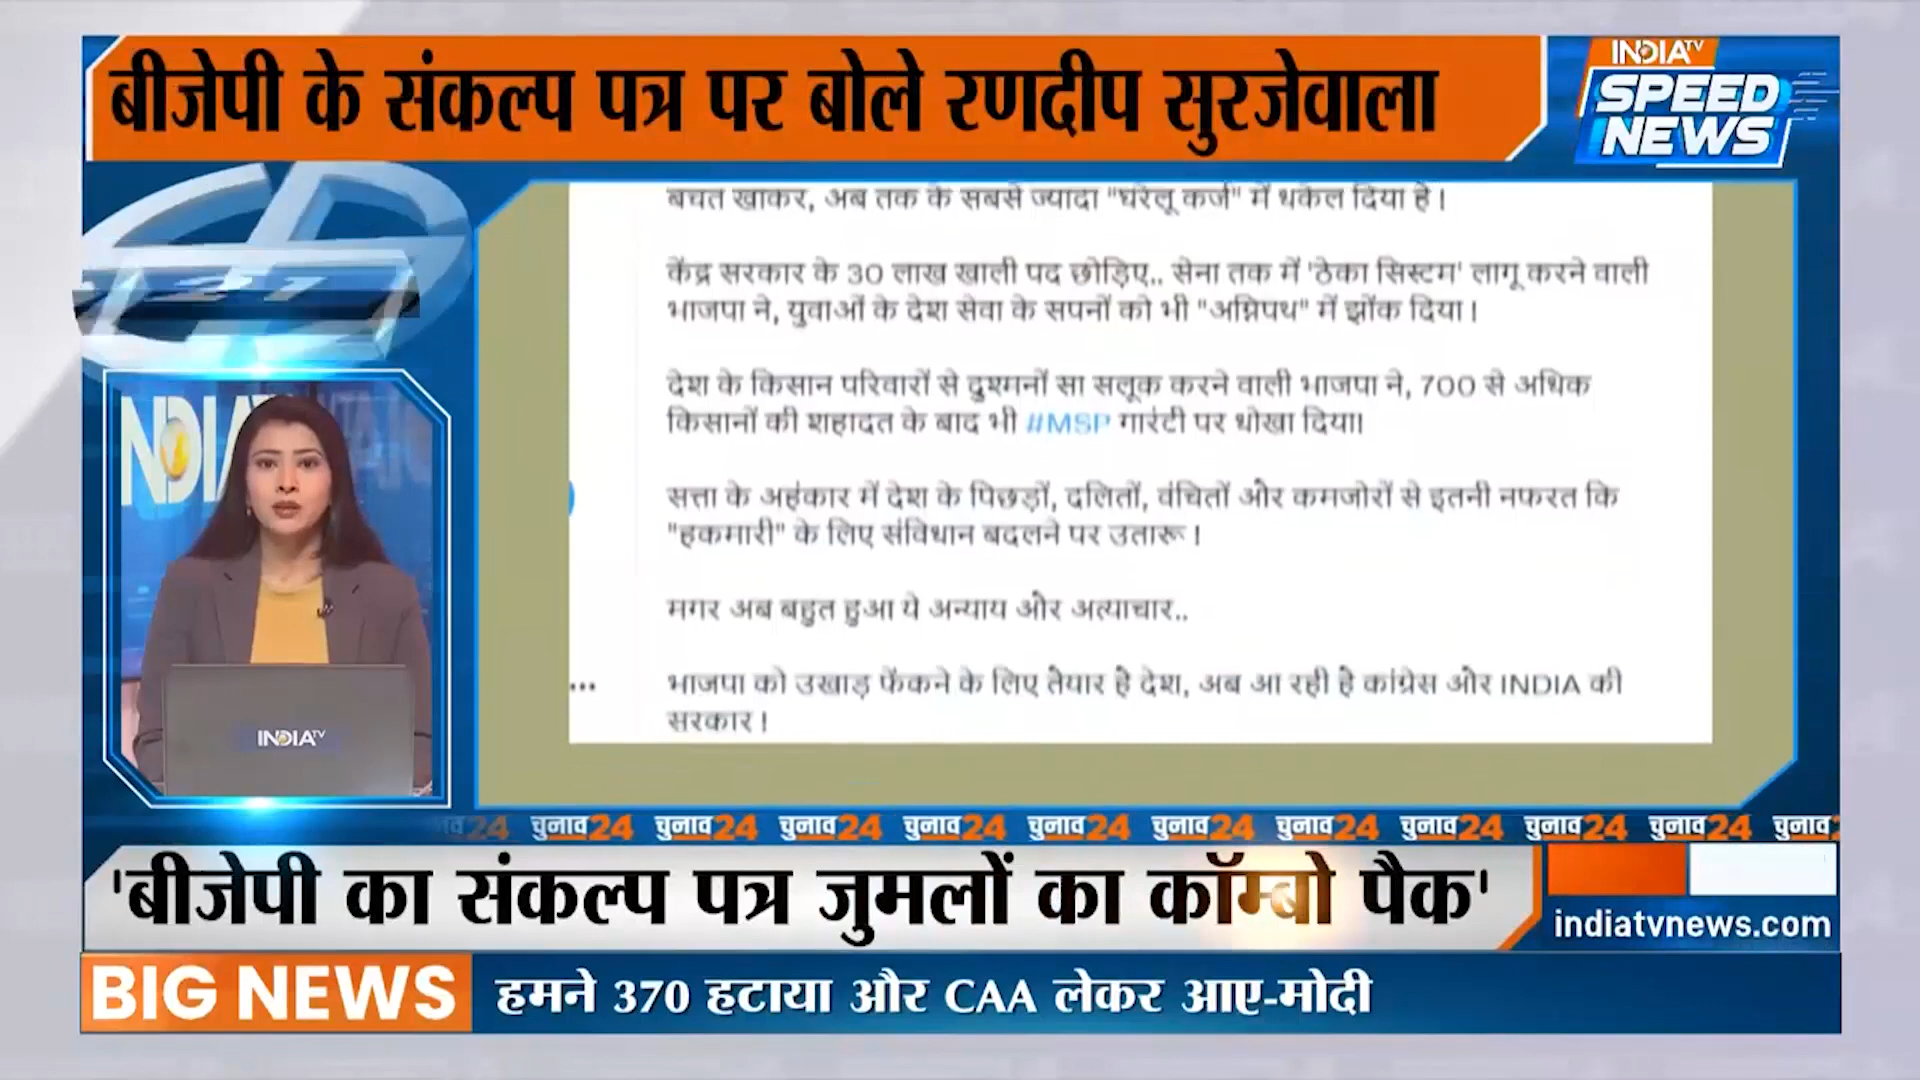 बीजेपी के संकल्प पत्र पर बोले रणदीप सुरजेवाला
INDIA TV
SPEED
NEWS
बचत खाकर, अब तक के सबसे ज्यादा "घरेलू कर्ज" में धकेल दिया है !
केंद्र सरकार के 30 लाख खाली पद छोड़िए.. सेना तक में 'ठेका सिस्टम' लागू करने वाली
भाजपा ने, युवाओं के देश सेवा के सपनों को भी "अग्निपथ" में झोंक दिया !
देश के किसान परिवारों से दुश्मनों सा सलूक करने वाली भाजपा ने, 700 से अधिक
किसानों की शहादत के बाद भी #MSP गारंटी पर धोखा दिया।
सत्ता के अहंकार में देश के पिछड़ों, दलितों, वंचितों और कमजोरों से इतनी नफरत कि
"हकमारी" के लिए संविधान बदलने पर उतारू !
मगर अब बहुत हुआ ये अन्याय और अत्याचार..
...
भाजपा को उखाड़ फेंकने के लिए तैयार है देश, अब आ रही है कांग्रेस और INDIA की
सरकार !
INDIA TV
24 चुनाव24 चुनाव24 चुनाव24 चुनाव24 चुनाव24 चुनाव24 चुनाव24 चुनाव24 चुनाव24 चुनाव24 चुनाव
'बीजेपी का संकल्प पत्र जुमलों का कॉम्बो पैक'
indiatvnews.com
BIG NEWS
हमने 370 हटाया और CAA लेकर आए-मोदी